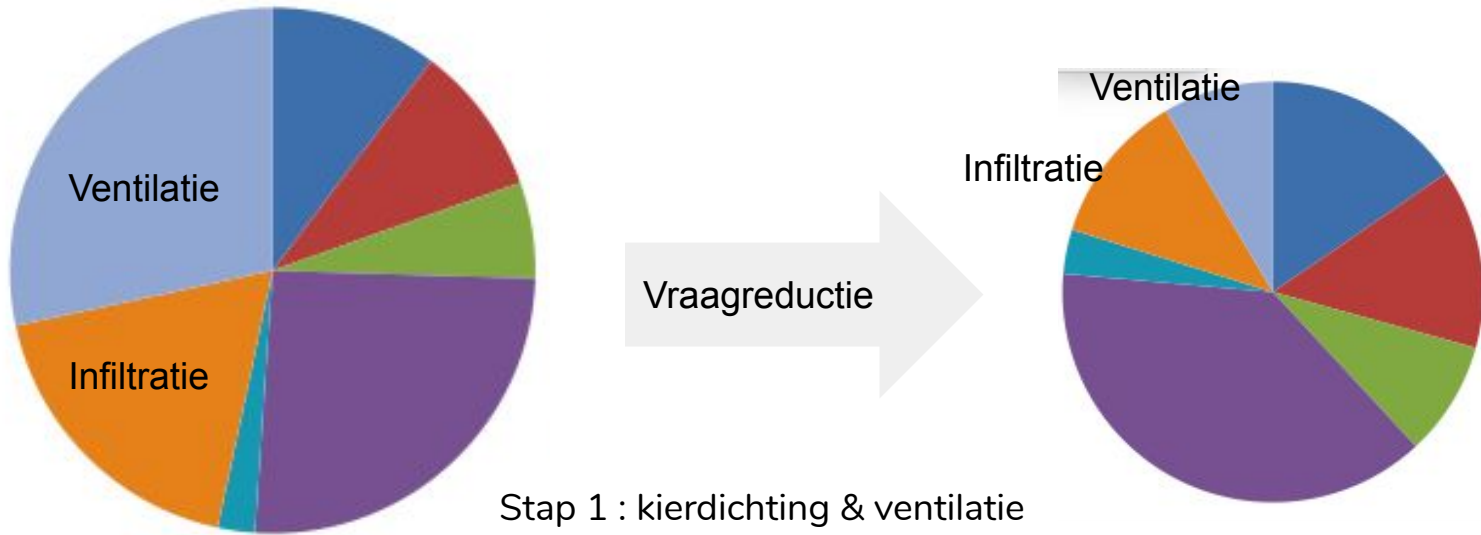 Ventilatie
Infiltratie
Vraagreductie
Ventilatie
Infiltratie
Stap 1 : kierdichting & ventilatie